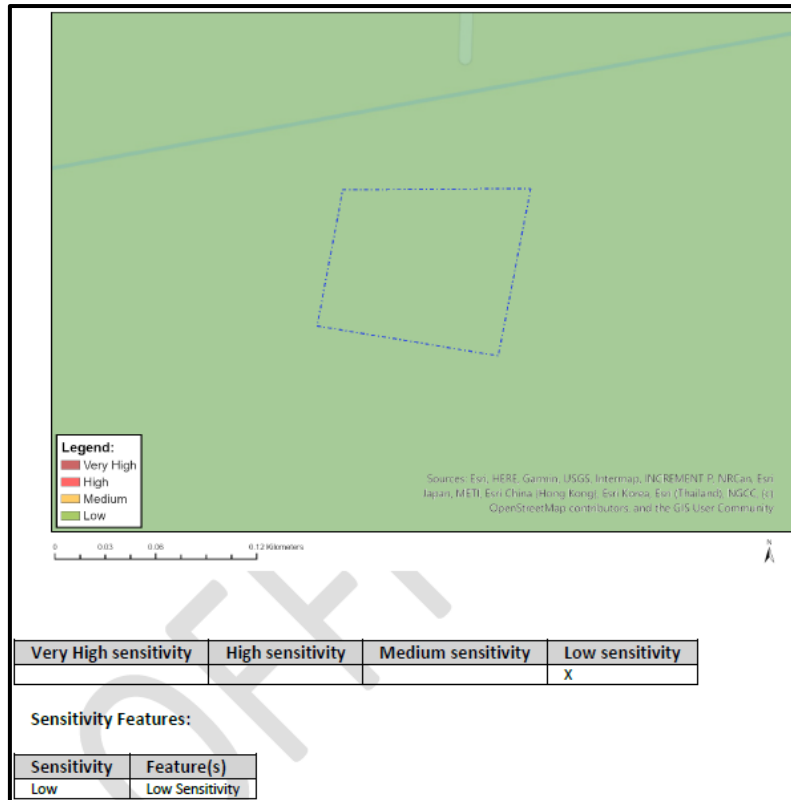 Legend:
Very High
High
Medium
Low
Sources: Esri, HERE, Garmin, USGS, Intermap, INCREMENT P, NRCan, Esri
Japan, METI, Esri China (Hong Kong), Esri Korea, Esri (Thailand), NGCC, (c)
OpenStreetMap contributors, and the GIS User Community
0 0.03 0.06 0.12 Kilometers
N
Very High sensitivity High sensitivity Medium sensitivity Low sensitivity
X
Sensitivity Features:
Sensitivity Feature(s)
Low Low Sensitivity